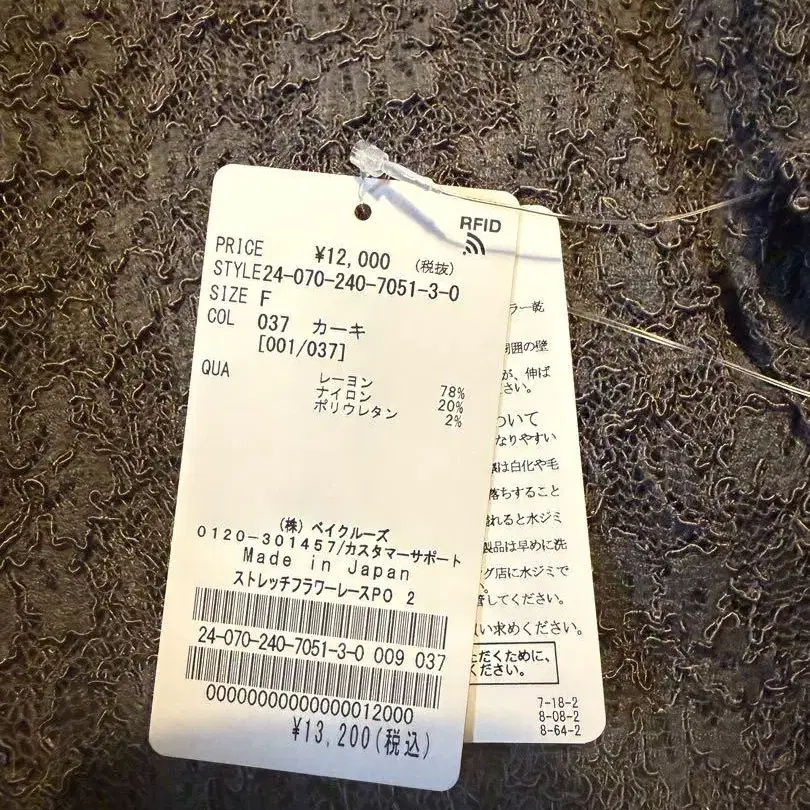 RFID
PRICE ¥12,000 (税抜)
STYLE24-070-240-7051-3-0
SIZE F
COL 037 カーキ
[001/037]
QUA レーヨン 78%
ナイロン 20%
ポリウレタン 2%
(株) ベイクルーズ
0120-301457/カスタマーサポート
Made in Japan
ストレッチフラワーレースPO 2
24-070-240-7051-3-0 009 037
00000000000000012000
¥13,200(税込)
ラー乾
囲の壁
が、伸ば
さい。
ついて
なりやすい
は白化や毛
落ちすること
れると水ジミ
製品は早めに洗
グ店に水ジミで
してください。
い求めください。
ただくために、
ください。
7-18-2
8-08-2
8-64-2